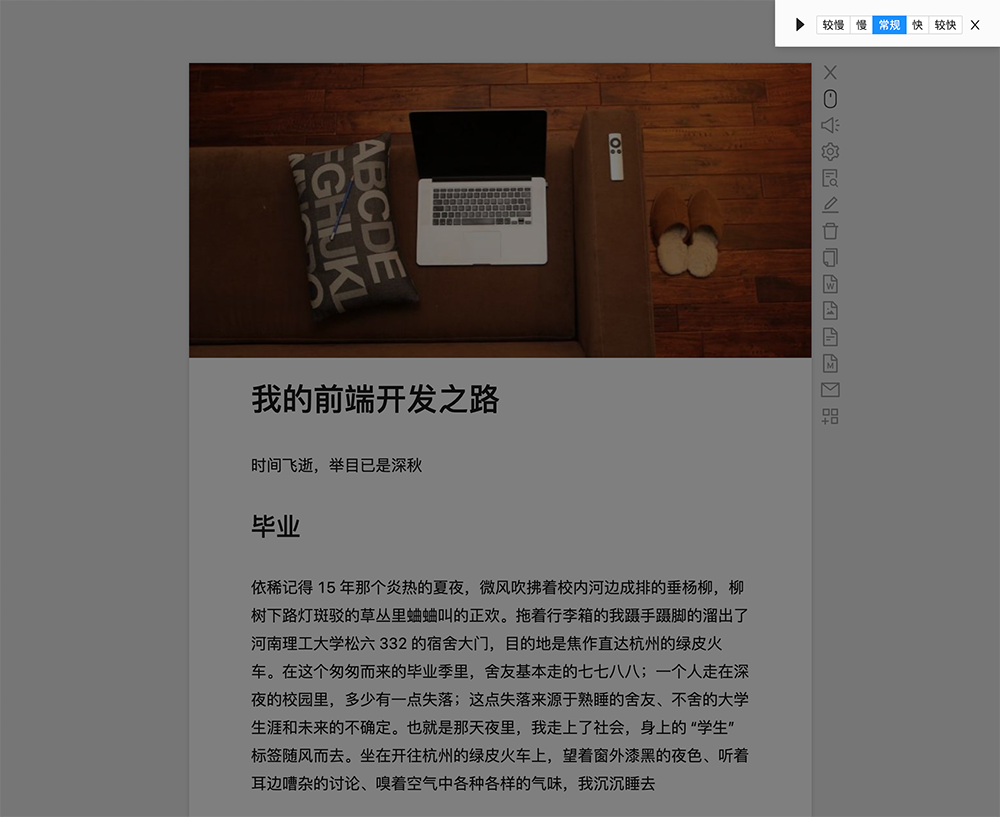 较慢 慢 常规 快 较快
ABCDE
FGHIJKL
我的前端开发之路
时间飞逝，举目已是深秋
毕业
依稀记得 15 年那个炎热的夏夜，微风吹拂着校内河边成排的垂杨柳，柳
树下路灯斑驳的草丛里蛐蛐叫的正欢。拖着行李箱的我蹑手蹑脚的溜出了
河南理工大学松六 332 的宿舍大门，目的地是焦作直达杭州的绿皮火
车。在这个匆匆而来的毕业季里，舍友基本走的七七八八；一个人走在深
夜的校园里，多少有一点失落；这点失落来源于熟睡的舍友、不舍的大学
生涯和未来的不确定。也就是那天夜里，我走上了社会，身上的 “学生”
标签随风而去。坐在开往杭州的绿皮火车上，望着窗外漆黑的夜色、听着
耳边嘈杂的讨论、嗅着空气中各种各样的气味，我沉沉睡去